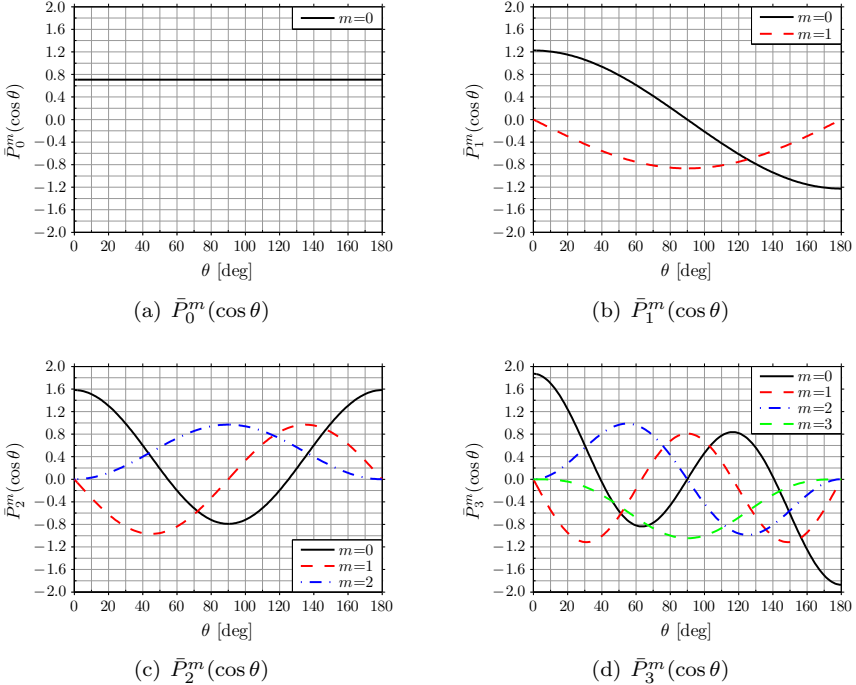 m=0
2.0
1.6
1.2
0.8
0.4
0.0
−0.4
−0.8
−1.2
−1.6
−2.0
P̄₀ᵐ(cos θ)
0 20 40 60 80 100 120 140 160 180
θ [deg]
(a) P̄₀ᵐ(cos θ)
m=0
m=1
2.0
1.6
1.2
0.8
0.4
0.0
−0.4
−0.8
−1.2
−1.6
−2.0
P̄₁ᵐ(cos θ)
0 20 40 60 80 100 120 140 160 180
θ [deg]
(b) P̄₁ᵐ(cos θ)
2.0
1.6
1.2
0.8
0.4
0.0
−0.4
−0.8
−1.2
−1.6
−2.0
P̄₂ᵐ(cos θ)
m=0
m=1
m=2
0 20 40 60 80 100 120 140 160 180
θ [deg]
(c) P̄₂ᵐ(cos θ)
m=0
m=1
m=2
m=3
2.0
1.6
1.2
0.8
0.4
0.0
−0.4
−0.8
−1.2
−1.6
−2.0
P̄₃ᵐ(cos θ)
0 20 40 60 80 100 120 140 160 180
θ [deg]
(d) P̄₃ᵐ(cos θ)